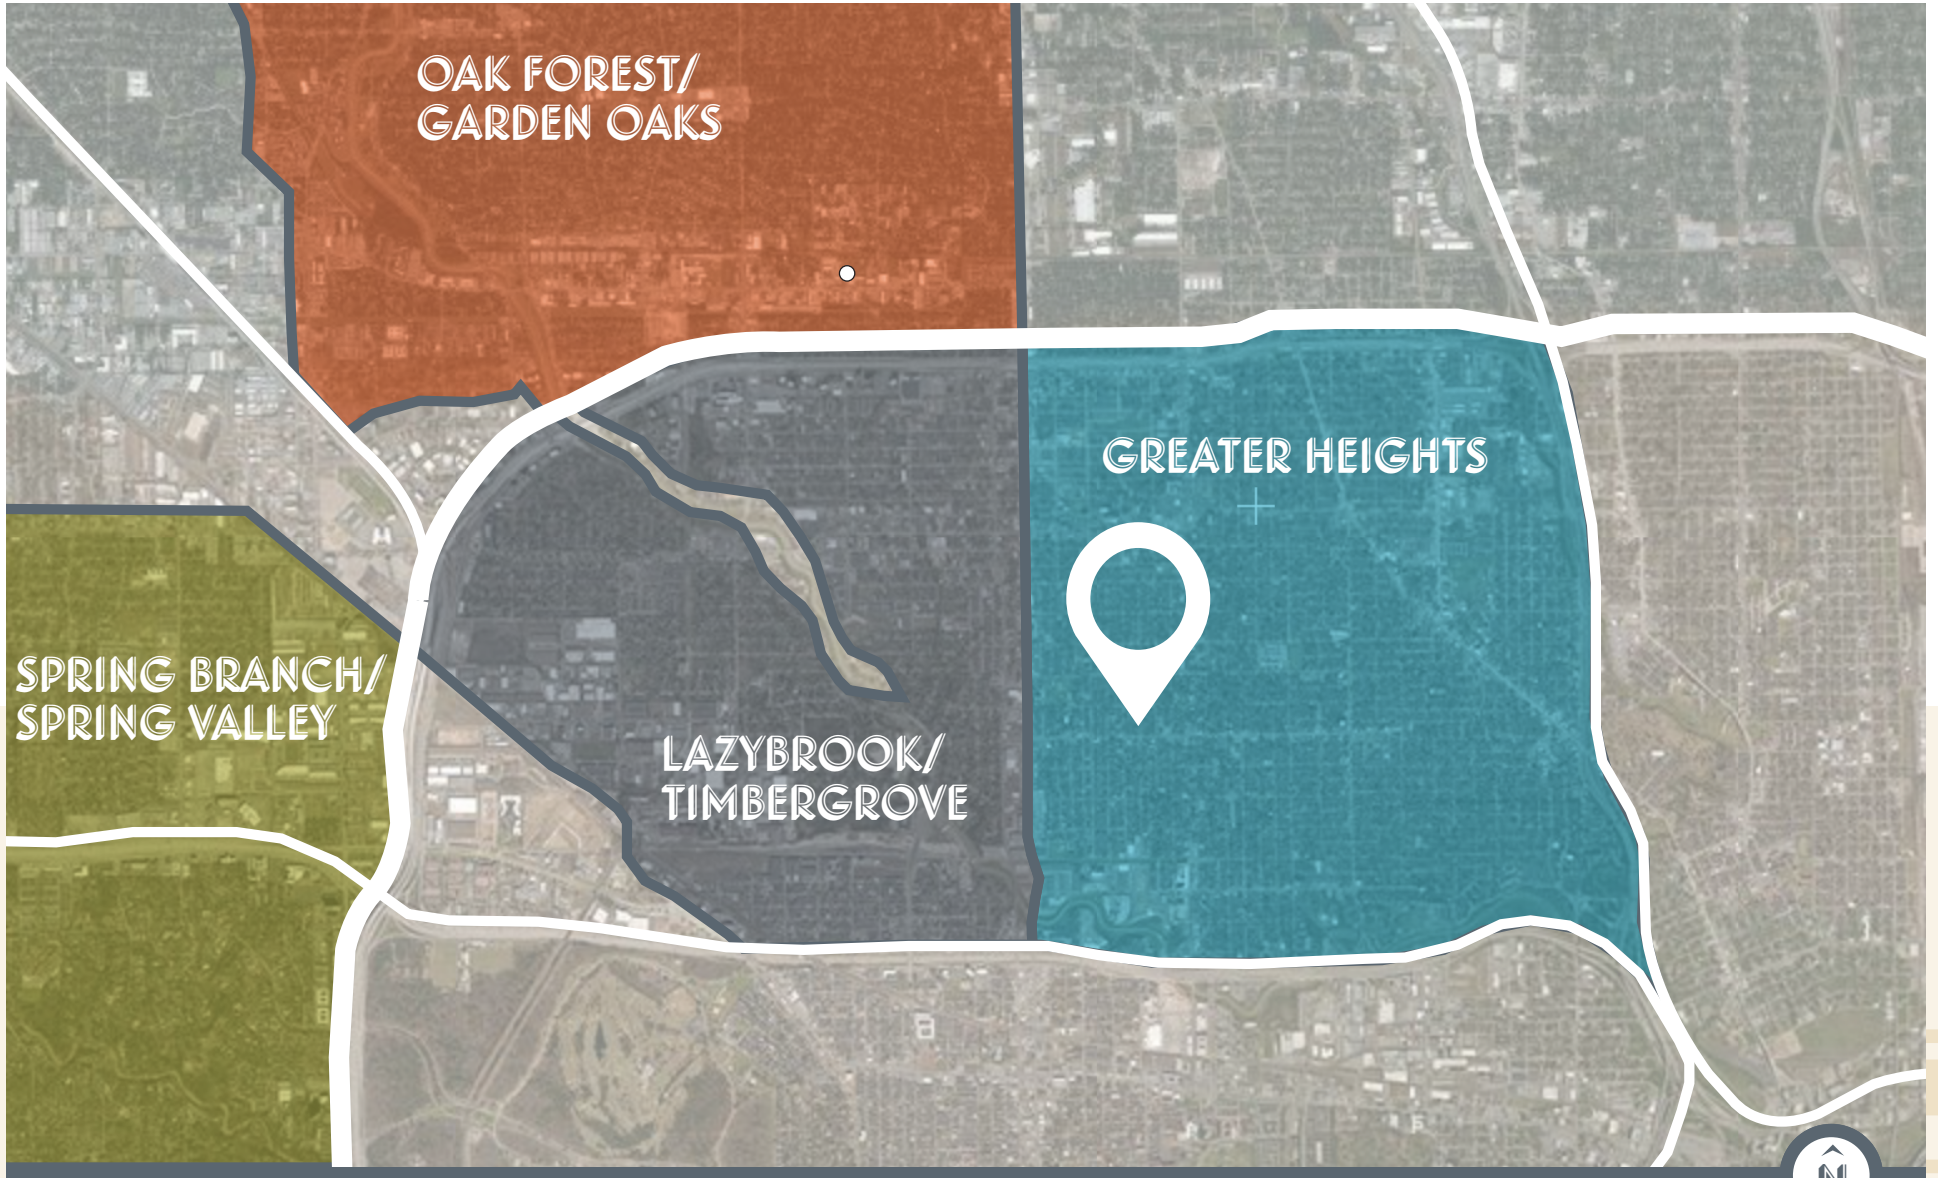 OAK FOREST/
GARDEN OAKS
GREATER HEIGHTS
SPRING BRANCH/
SPRING VALLEY
LAZYBROOK/
TIMBERGROVE
N